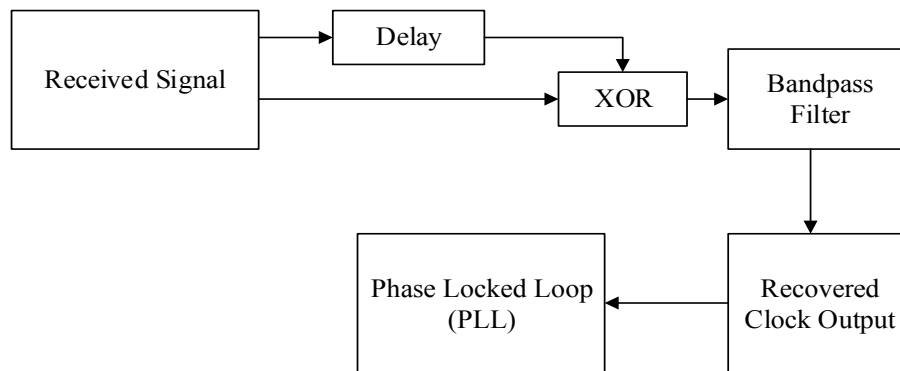 Delay
Received Signal
XOR
Bandpass
Filter
Phase Locked Loop
(PLL)
Recovered
Clock Output